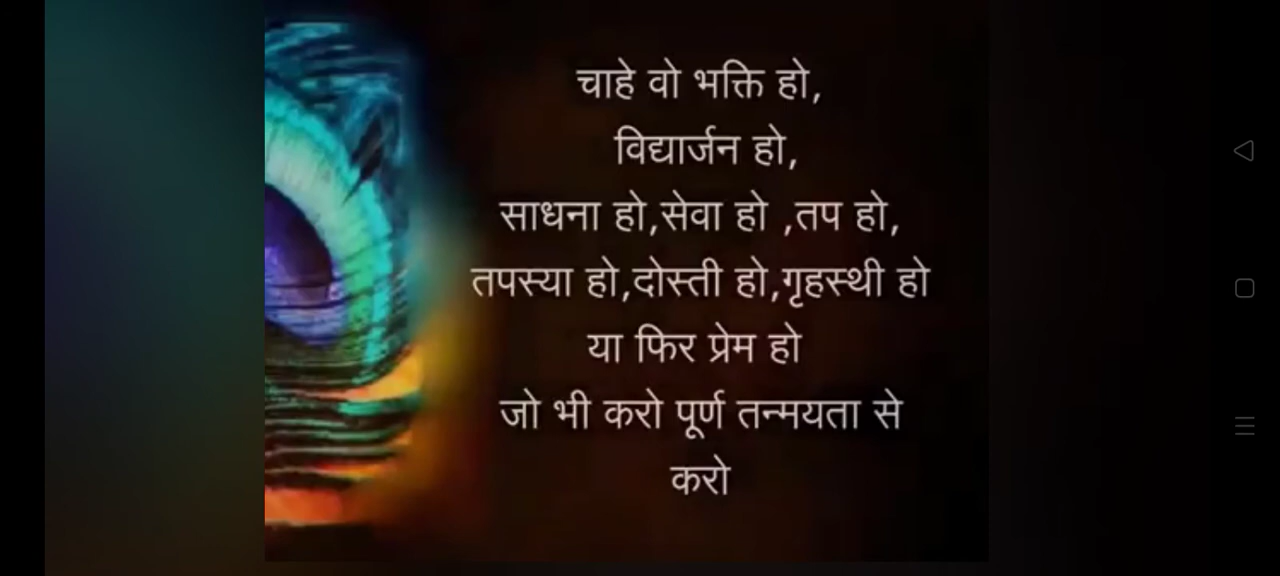 चाहे वो भक्ति हो,
विद्यार्जन हो,
साधना हो,सेवा हो ,तप हो,
तपस्या हो,दोस्ती हो,गृहस्थी हो
या फिर प्रेम हो
जो भी करो पूर्ण तन्मयता से
करो